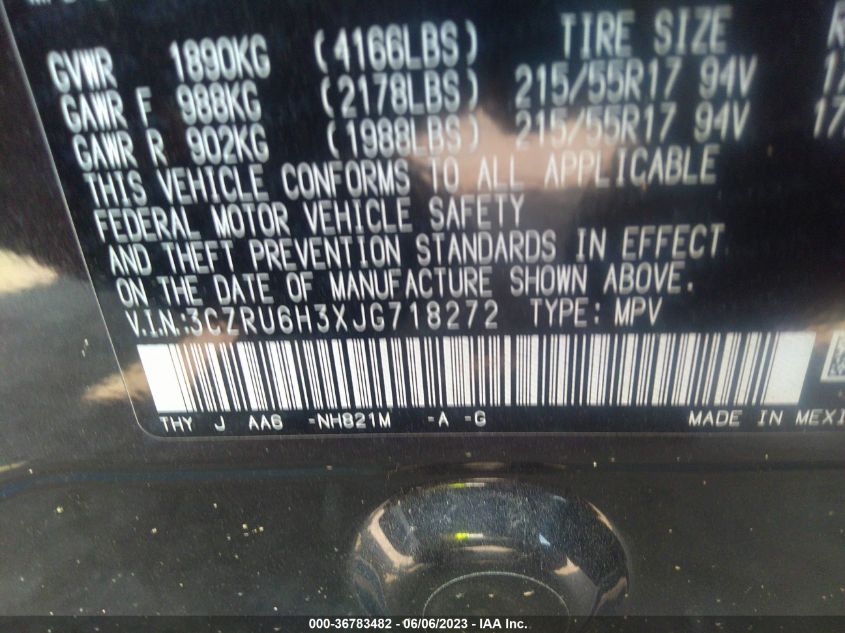 GVWR 1890KG (4166LBS) TIRE SIZE
GAWR F 988KG (2178LBS) 215/55R17 94V
GAWR R 902KG (1988LBS) 215/55R17 94V
THIS VEHICLE CONFORMS TO ALL APPLICABLE
FEDERAL MOTOR VEHICLE SAFETY
AND THEFT PREVENTION STANDARDS IN EFFECT
ON THE DATE OF MANUFACTURE SHOWN ABOVE.
V.I.N.:3CZRU6H3XJG718272 TYPE: MPV
THY J AA6 -NH821M -A -G MADE IN MEXI
000-36783482 - 06/06/2023 - IAA Inc.